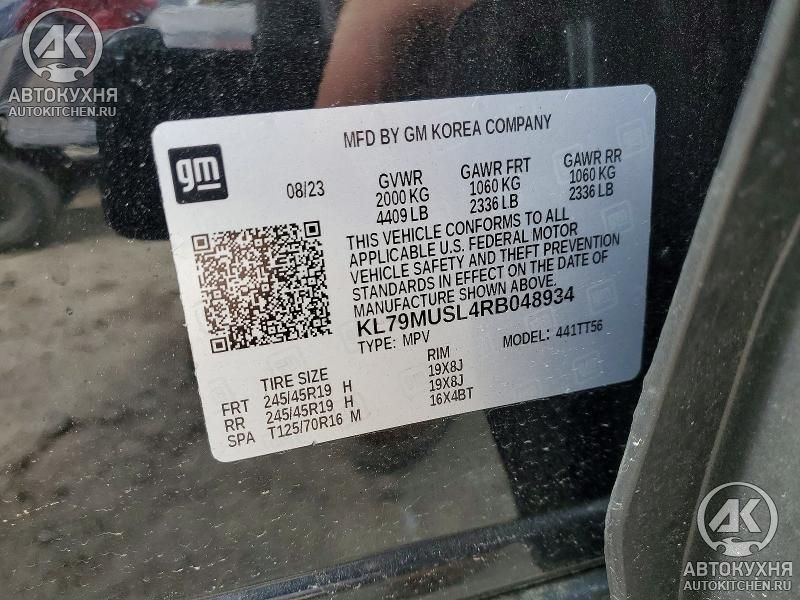 АК
АВТОКУХНЯ
AUTOKITCHEN.RU
MFD BY GM KOREA COMPANY
gm
08/23
GVWR
2000 KG
4409 LB
GAWR FRT
1060 KG
2336 LB
GAWR RR
1060 KG
2336 LB
THIS VEHICLE CONFORMS TO ALL
APPLICABLE U.S. FEDERAL MOTOR
VEHICLE SAFETY AND THEFT PREVENTION
STANDARDS IN EFFECT ON THE DATE OF
MANUFACTURE SHOWN ABOVE.
KL79MUSL4RB048934
TYPE: MPV MODEL: 441TT56
TIRE SIZE RIM
FRT 245/45R19 H 19X8J
RR 245/45R19 H 19X8J
SPA T125/70R16 M 16X4BT
АК
АВТОКУХНЯ
AUTOKITCHEN.RU